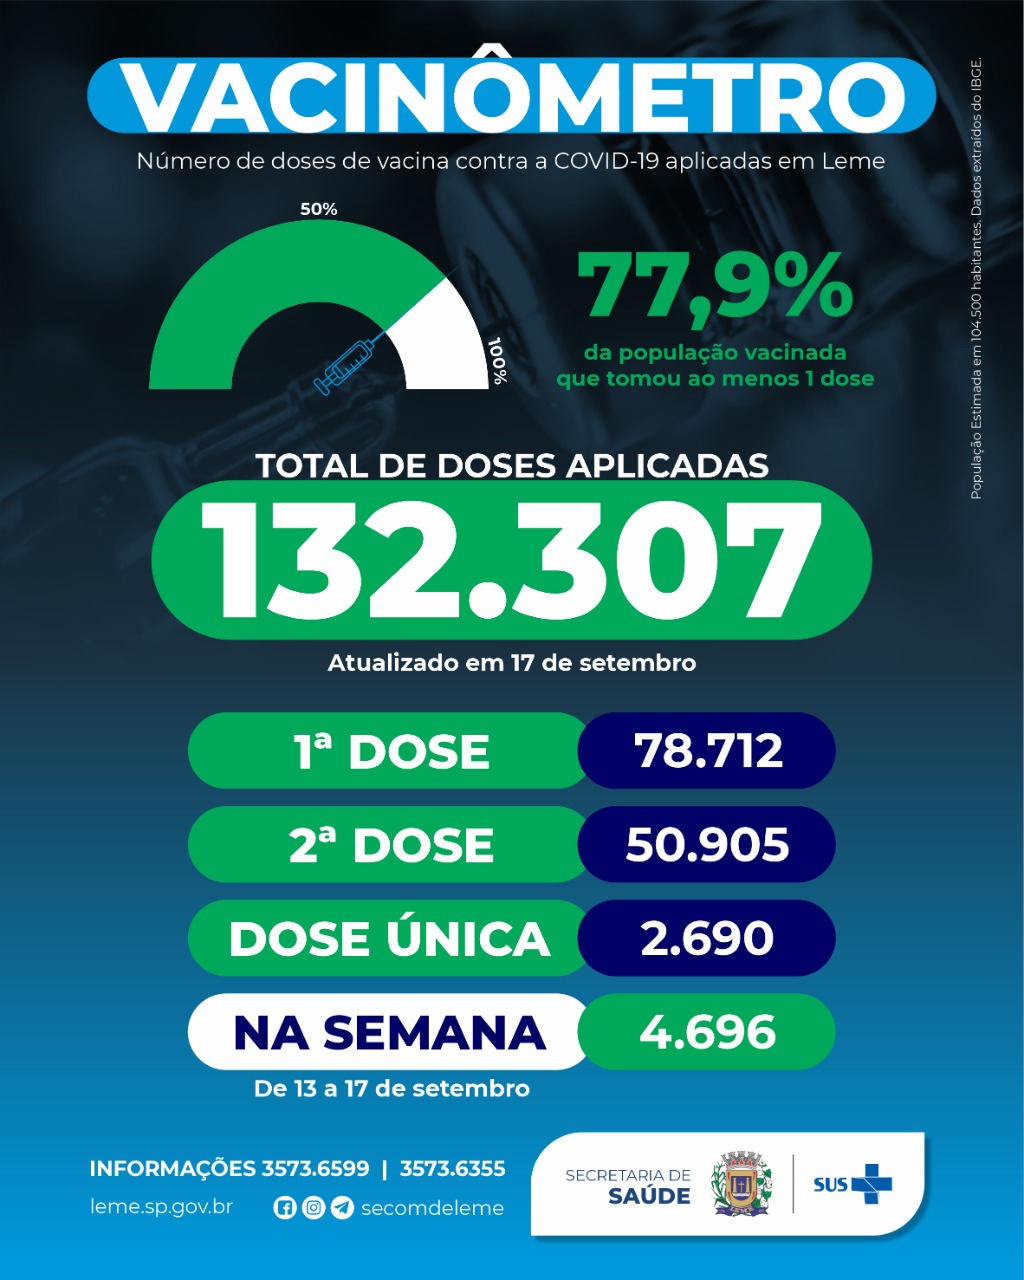 VACINÔMETRO
Número de doses de vacina contra a COVID-19 aplicadas em Leme
50%
100%
77,9%
da população vacinada
que tomou ao menos 1 dose
População Estimada em 104.500 habitantes. Dados extraídos do IBGE.
TOTAL DE DOSES APLICADAS
132.307
Atualizado em 17 de setembro
1ª DOSE 78.712
2ª DOSE 50.905
DOSE ÚNICA 2.690
NA SEMANA 4.696
De 13 a 17 de setembro
INFORMAÇÕES 3573.6599 | 3573.6355
leme.sp.gov.br secomdeleme
SECRETARIA DE
SAÚDE
SUS